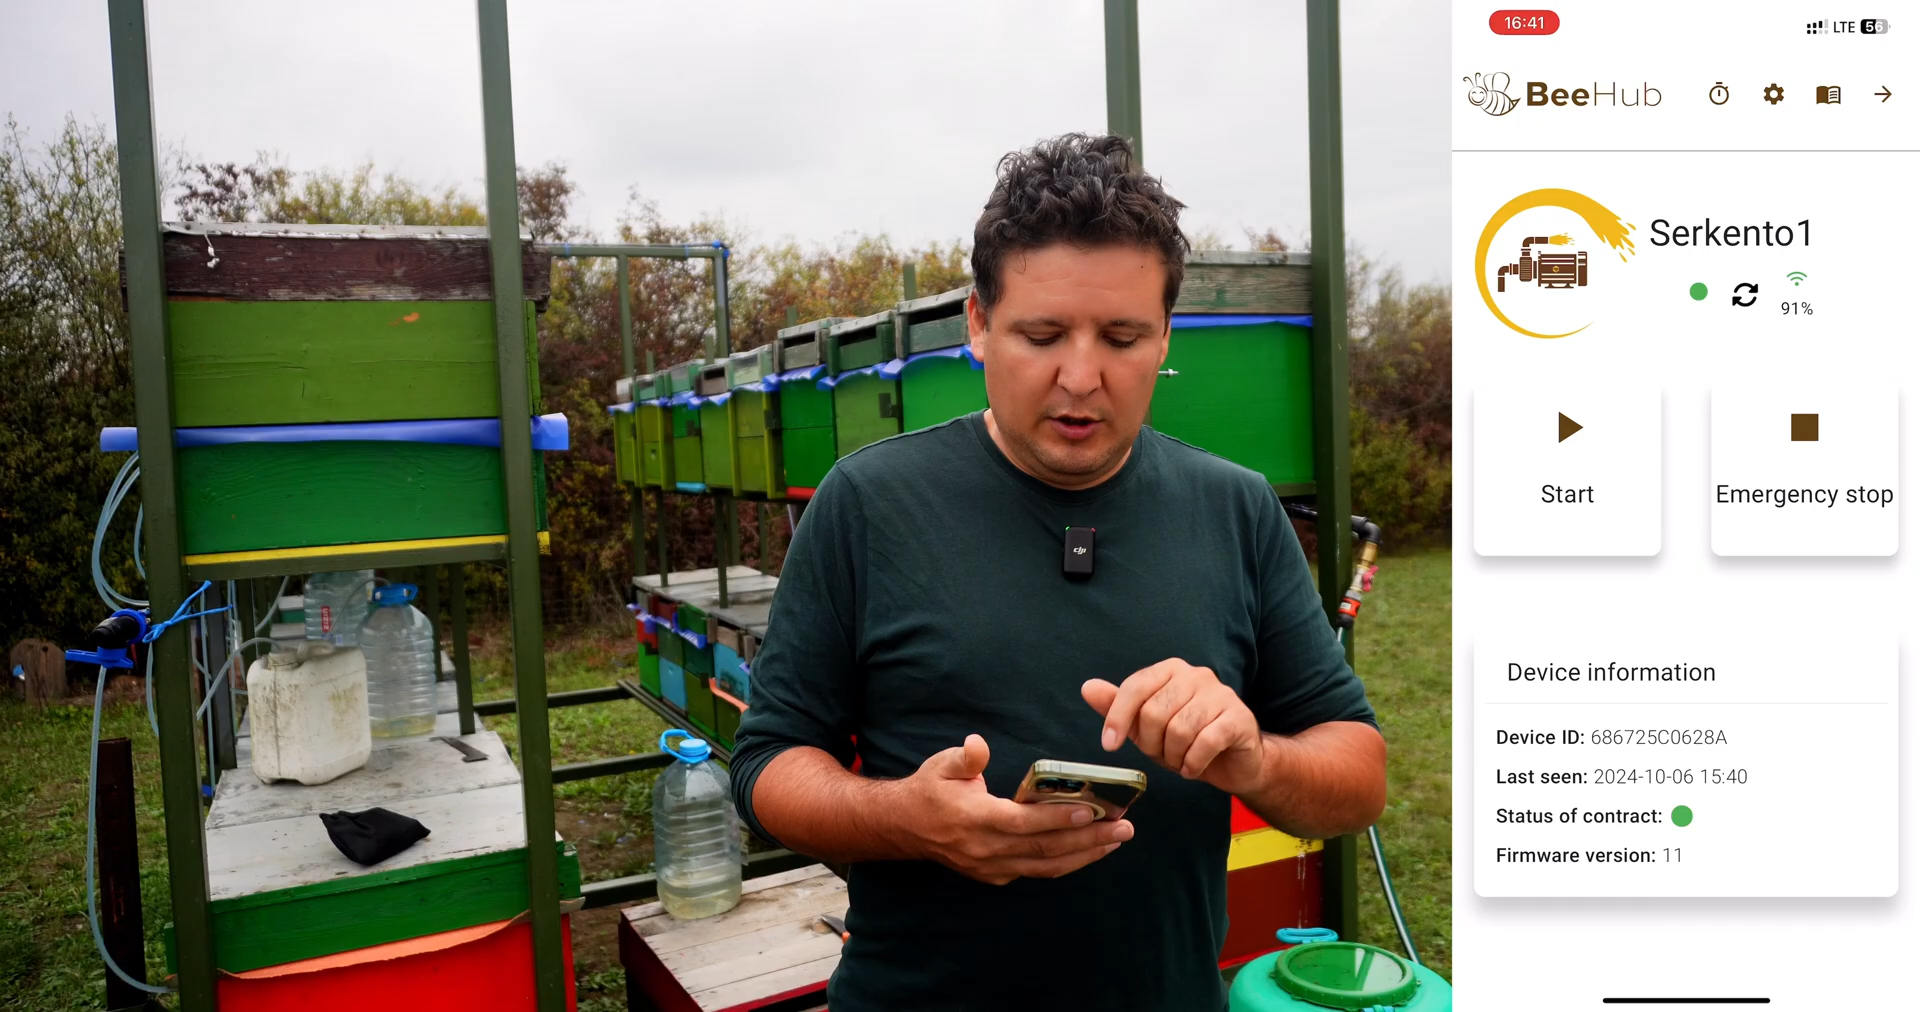 16:41
LTE 56
BeeHub
Serkento1
91%
Start
Emergency stop
Device information
Device ID: 686725C0628A
Last seen: 2024-10-06 15:40
Status of contract:
Firmware version: 11
dji